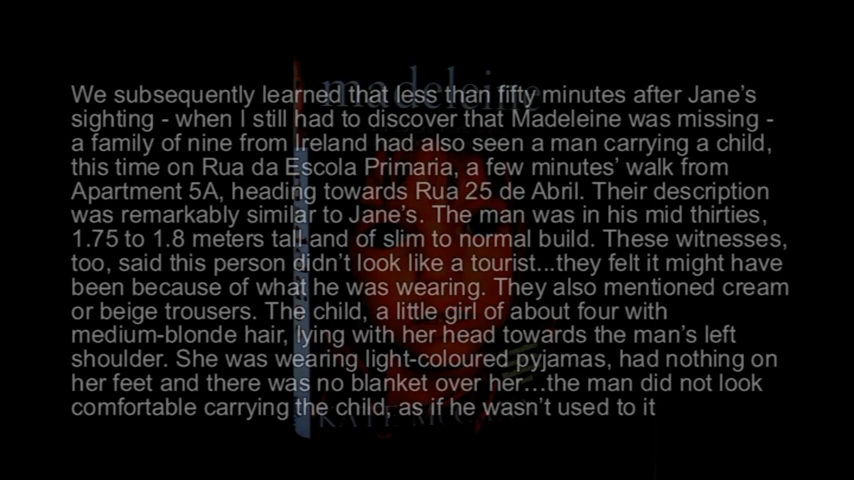 madeleine
We subsequently learned that less than fifty minutes after Jane's
sighting - when I still had to discover that Madeleine was missing -
a family of nine from Ireland had also seen a man carrying a child,
this time on Rua da Escola Primaria, a few minutes' walk from
Apartment 5A, heading towards Rua 25 de Abril. Their description
was remarkably similar to Jane's. The man was in his mid thirties,
1.75 to 1.8 meters tall and of slim to normal build. These witnesses,
too, said this person didn't look like a tourist...they felt it might have
been because of what he was wearing. They also mentioned cream
or beige trousers. The child, a little girl of about four with
medium-blonde hair, lying with her head towards the man's left
shoulder. She was wearing light-coloured pyjamas, had nothing on
her feet and there was no blanket over her...the man did not look
comfortable carrying the child, as if he wasn't used to it
KATE